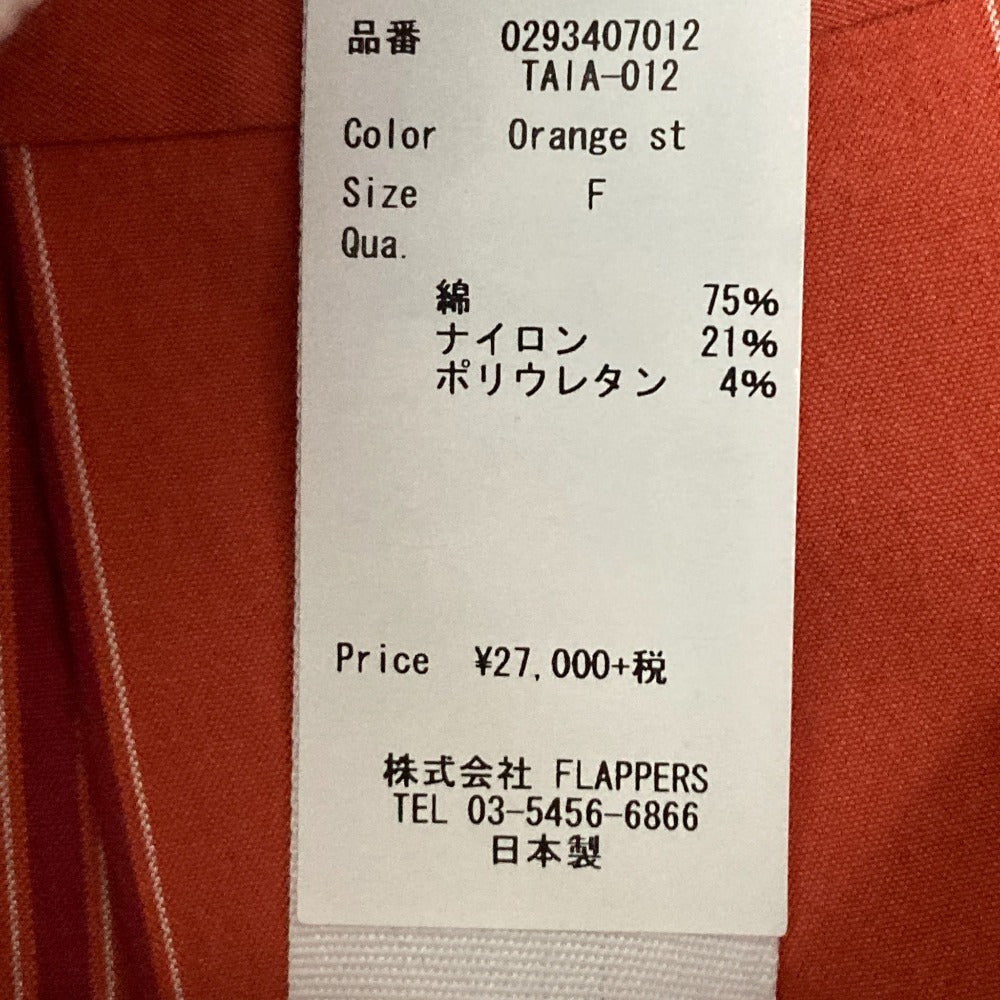 品番 0293407012
TAIA-012
Color Orange st
Size F
Qua.
綿 75%
ナイロン 21%
ポリウレタン 4%
Price ¥27,000+税
株式会社 FLAPPERS
TEL 03-5456-6866
日本製